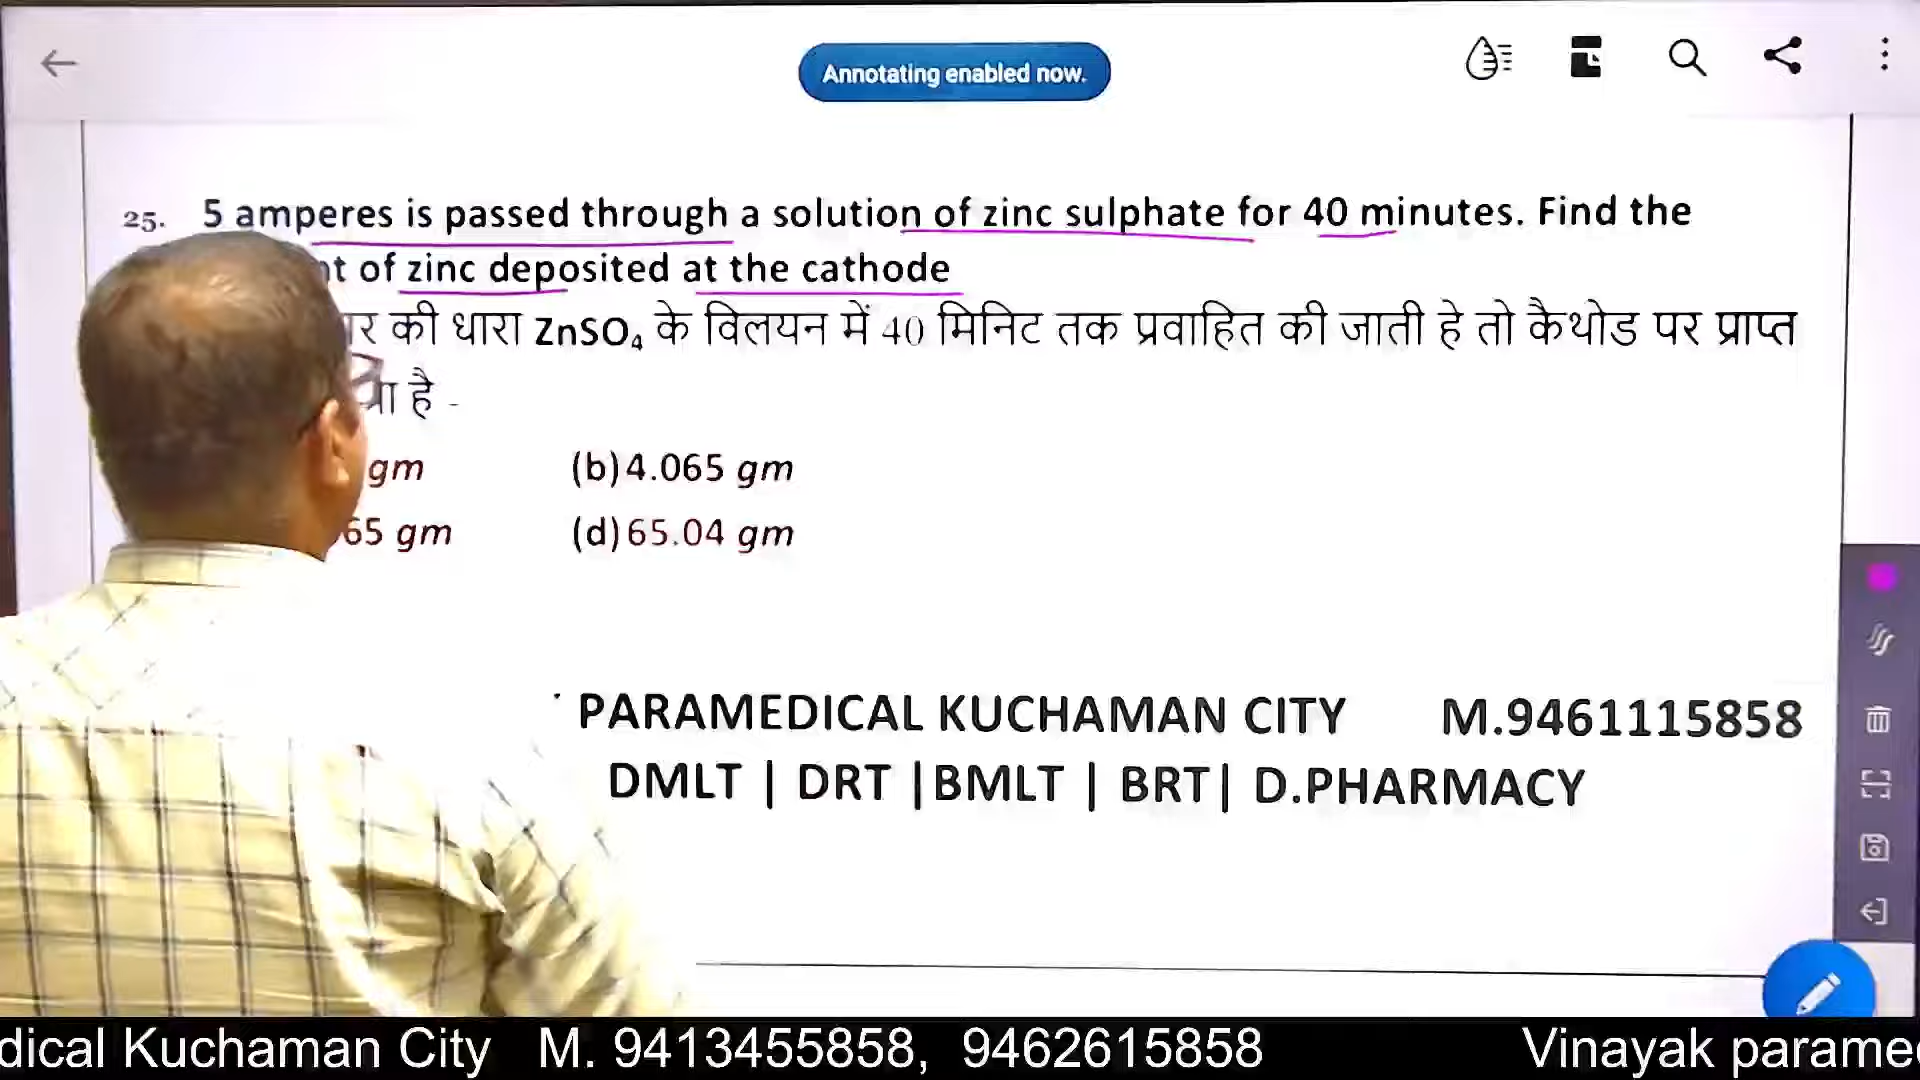 Annotating enabled now.
25. 5 amperes is passed through a solution of zinc sulphate for 40 minutes. Find the
of zinc deposited at the cathode
की धारा ZnSO₄ के विलयन में 40 मिनिट तक प्रवाहित की जाती हे तो कैथोड पर प्राप्त
है -
gm (b) 4.065 gm
65 gm (d) 65.04 gm
PARAMEDICAL KUCHAMAN CITY M.9461115858
DMLT | DRT |BMLT | BRT| D.PHARMACY
dical Kuchaman City M. 9413455858, 9462615858 Vinayak parame